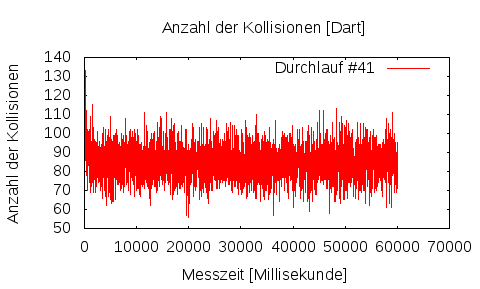 Anzahl der Kollisionen [Dart]
Durchlauf #41
Anzahl der Kollisionen
140
130
120
110
100
90
80
70
60
50
0 10000 20000 30000 40000 50000 60000 70000
Messzeit [Millisekunde]